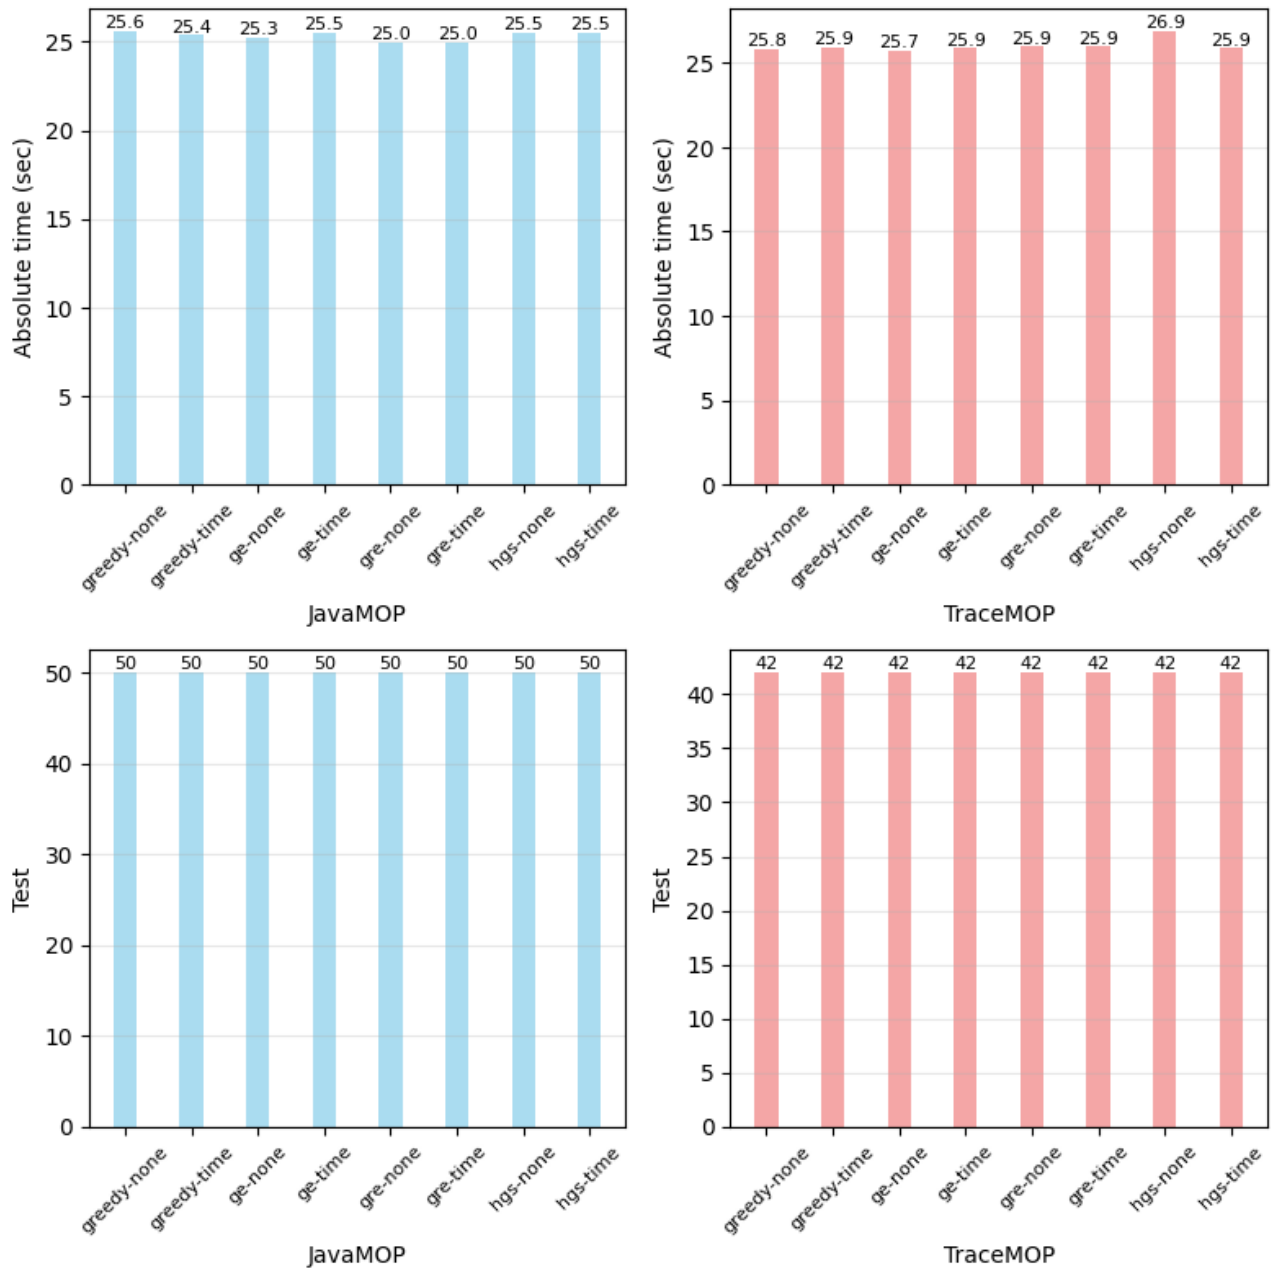 25.6 25.4 25.3 25.5 25.0 25.0 25.5 25.5
25
20
15
10
5
0
Absolute time (sec)
greedy-none greedy-time ge-none ge-time gre-none gre-time hgs-none hgs-time
JavaMOP
25.8 25.9 25.7 25.9 25.9 25.9 26.9 25.9
25
20
15
10
5
0
Absolute time (sec)
greedy-none greedy-time ge-none ge-time gre-none gre-time hgs-none hgs-time
TraceMOP
50 50 50 50 50 50 50 50
50
40
30
20
10
0
Test
greedy-none greedy-time ge-none ge-time gre-none gre-time hgs-none hgs-time
JavaMOP
42 42 42 42 42 42 42 42
40
35
30
25
20
15
10
5
0
Test
greedy-none greedy-time ge-none ge-time gre-none gre-time hgs-none hgs-time
TraceMOP